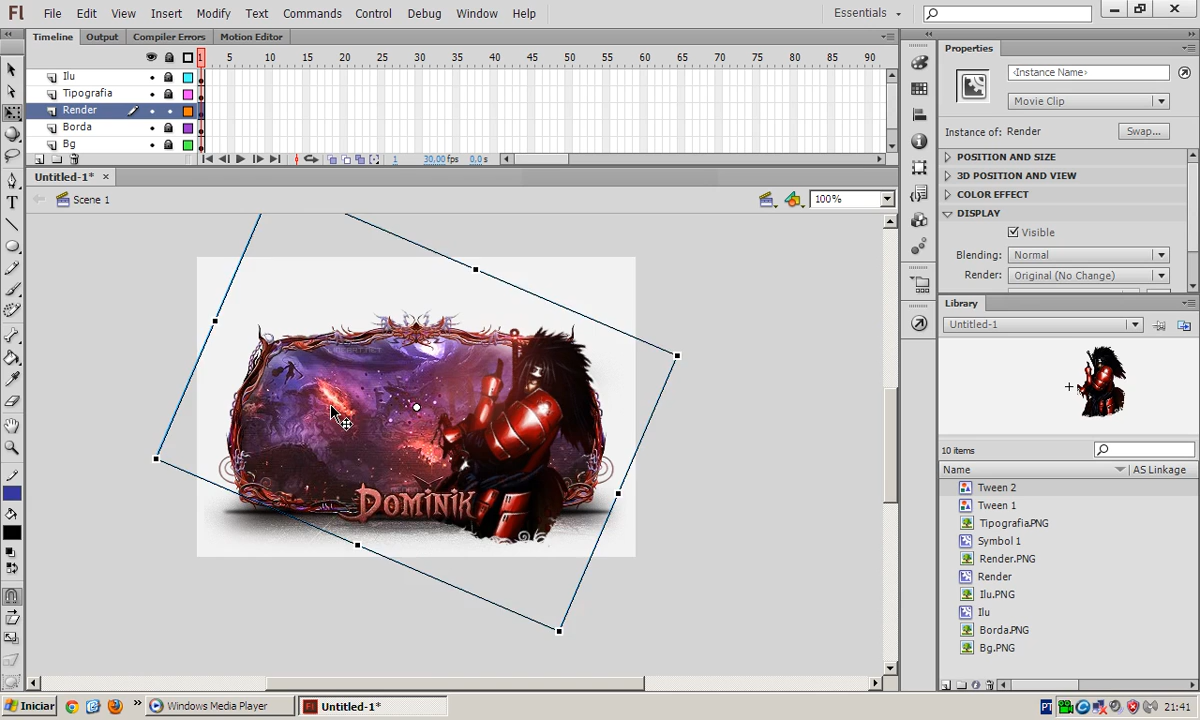 Fl File Edit View Insert Modify Text Commands Control Debug Window Help Essentials
Timeline Output Compiler Errors Motion Editor
1 5 10 15 20 25 30 35 40 45 50 55 60 65 70 75 80 85 90
Ilu
Tipografia
Render
Borda
Bg
1 30.00 fps 0.0 s
Untitled-1* ×
Scene 1 100%
Dominik
Properties
<Instance Name>
Movie Clip
Instance of: Render Swap...
POSITION AND SIZE
3D POSITION AND VIEW
COLOR EFFECT
DISPLAY
Visible
Blending: Normal
Render: Original (No Change)
Library
Untitled-1
10 items
Name AS Linkage
Tween 2
Tween 1
Tipografia.PNG
Symbol 1
Render.PNG
Render
Ilu.PNG
Ilu
Borda.PNG
Bg.PNG
Iniciar » Windows Media Player Fl Untitled-1* PT 21:41